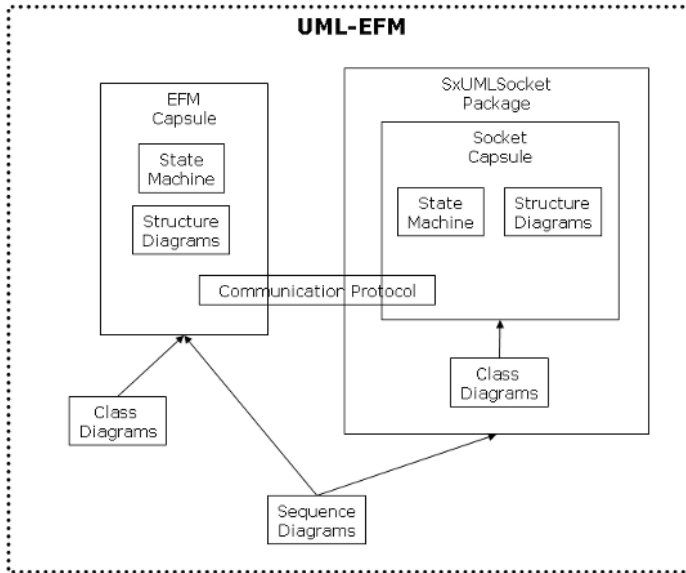 UML-EFM
EFM
Capsule
State
Machine
Structure
Diagrams
SxUMLSocket
Package
Socket
Capsule
State
Machine
Structure
Diagrams
Communication Protocol
Class
Diagrams
Class
Diagrams
Sequence
Diagrams